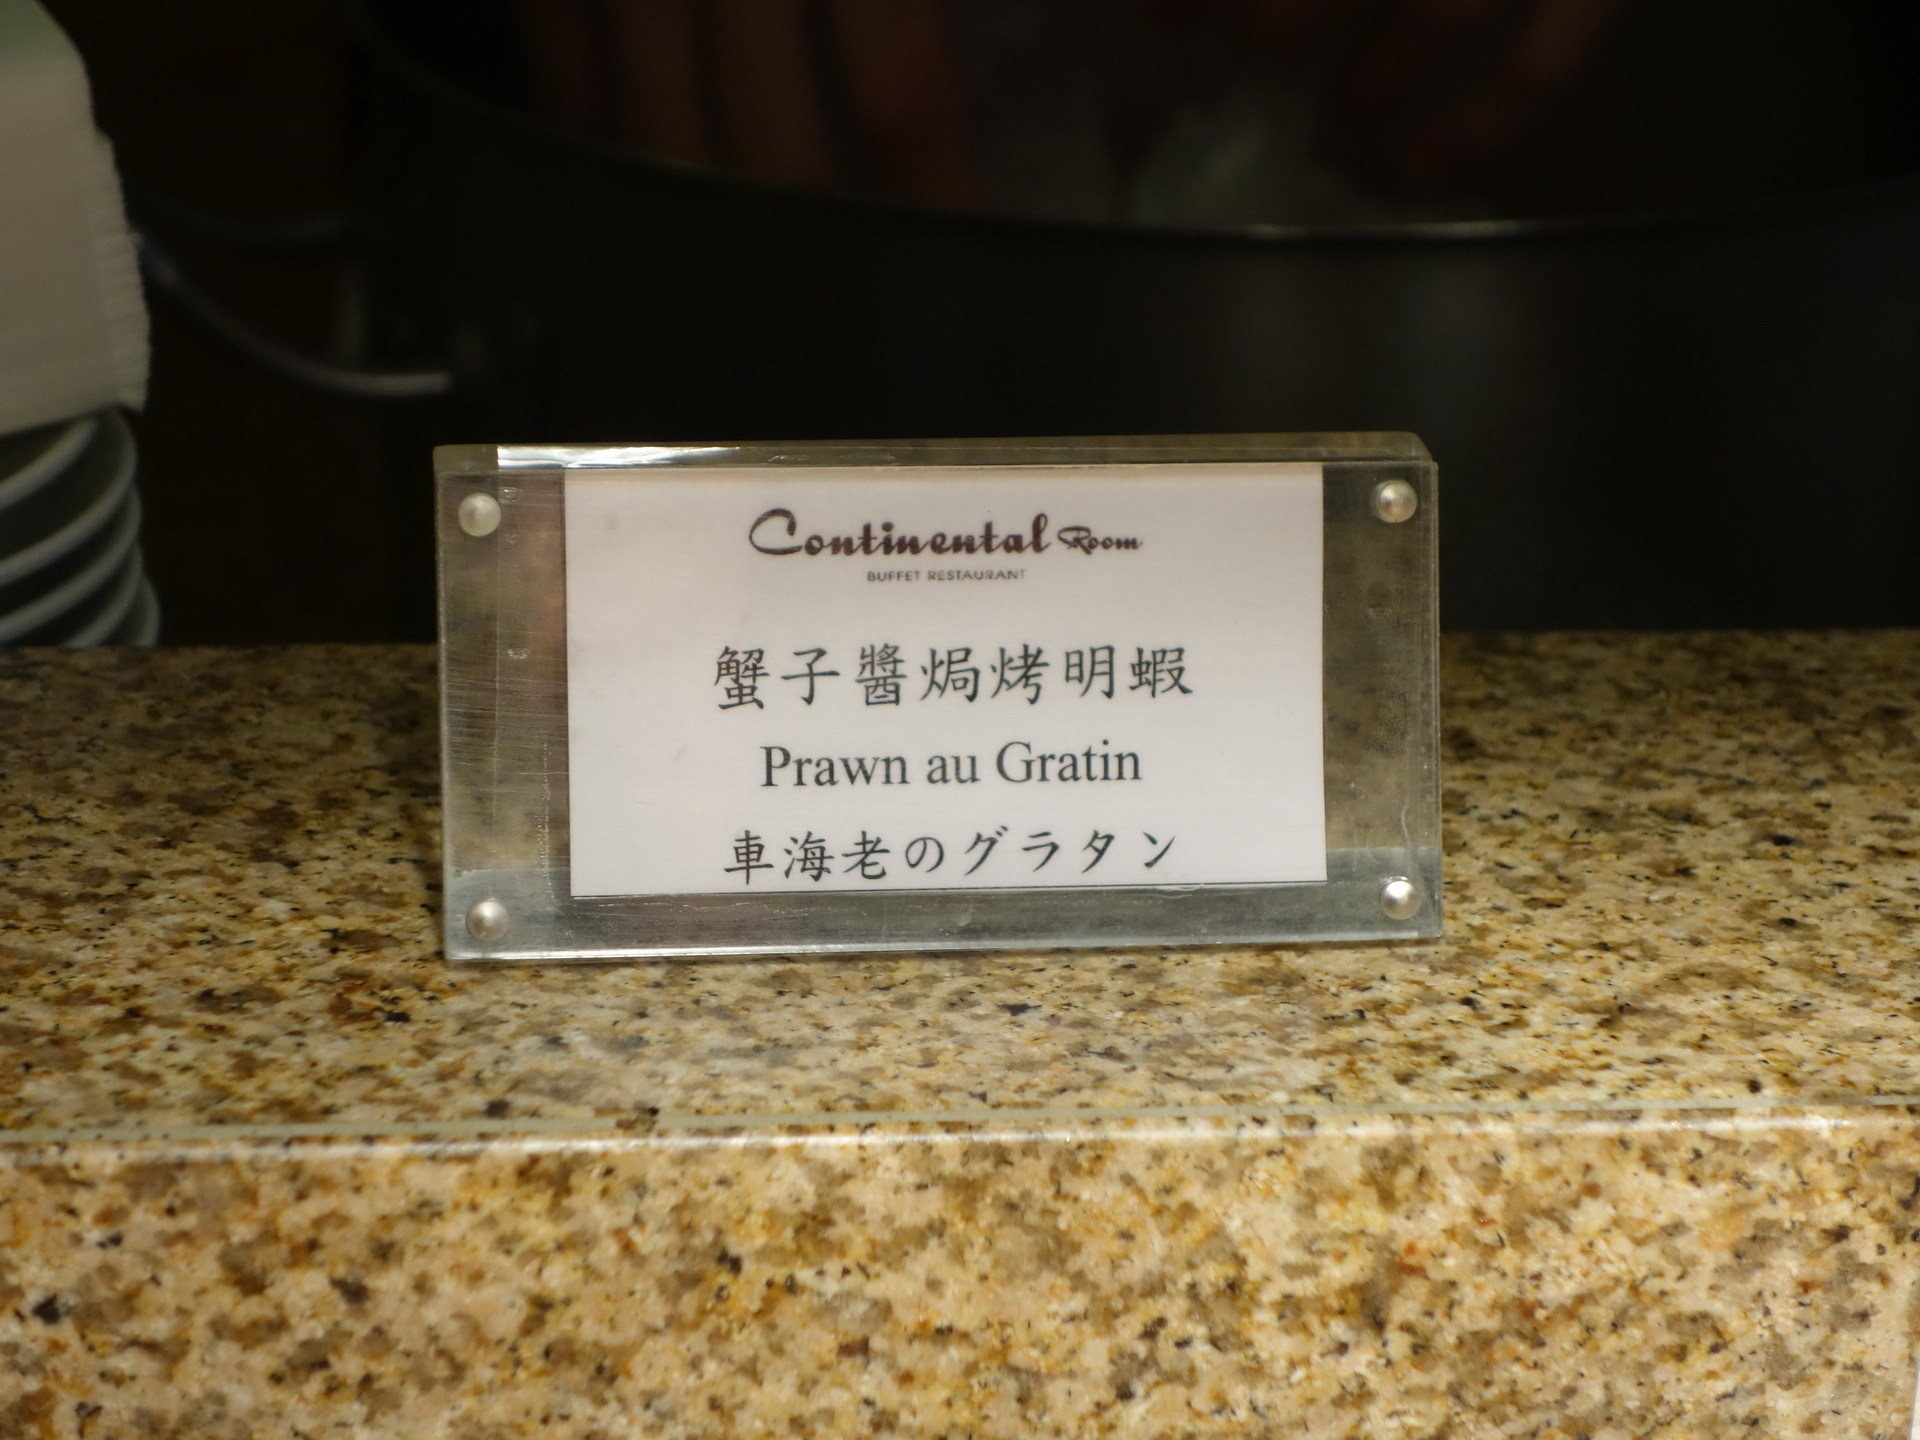 Continental Room
BUFFET RESTAURANT
蟹子醬焗烤明蝦
Prawn au Gratin
車海老のグラタン